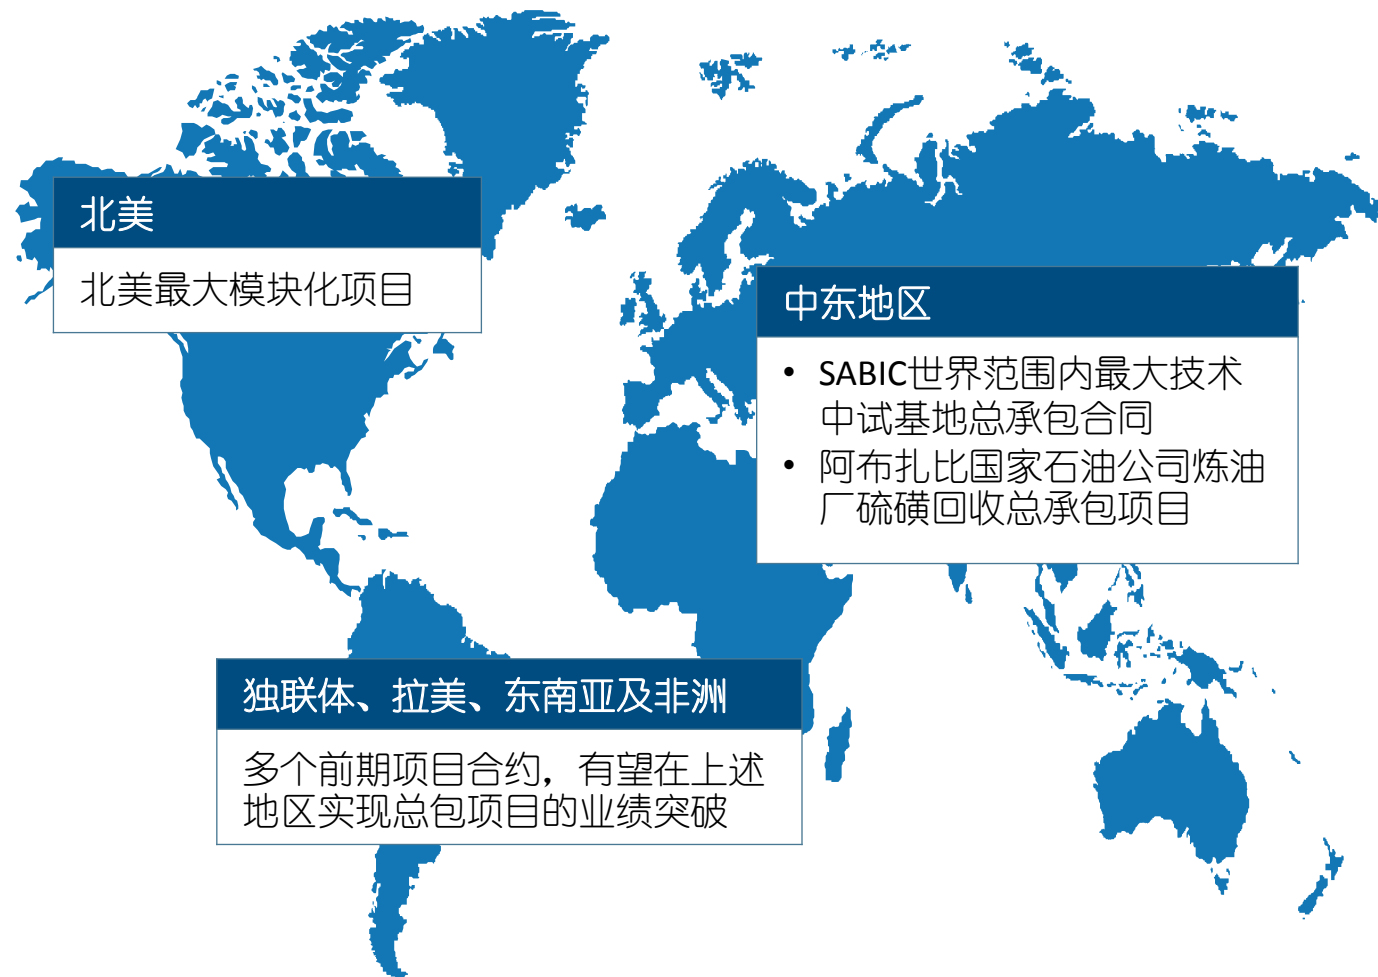 北美
北美最大模块化项目
中东地区
• SABIC世界范围内最大技术
中试基地总承包合同
• 阿布扎比国家石油公司炼油
厂硫磺回收总承包项目
独联体、拉美、东南亚及非洲
多个前期项目合约，有望在上述
地区实现总包项目的业绩突破